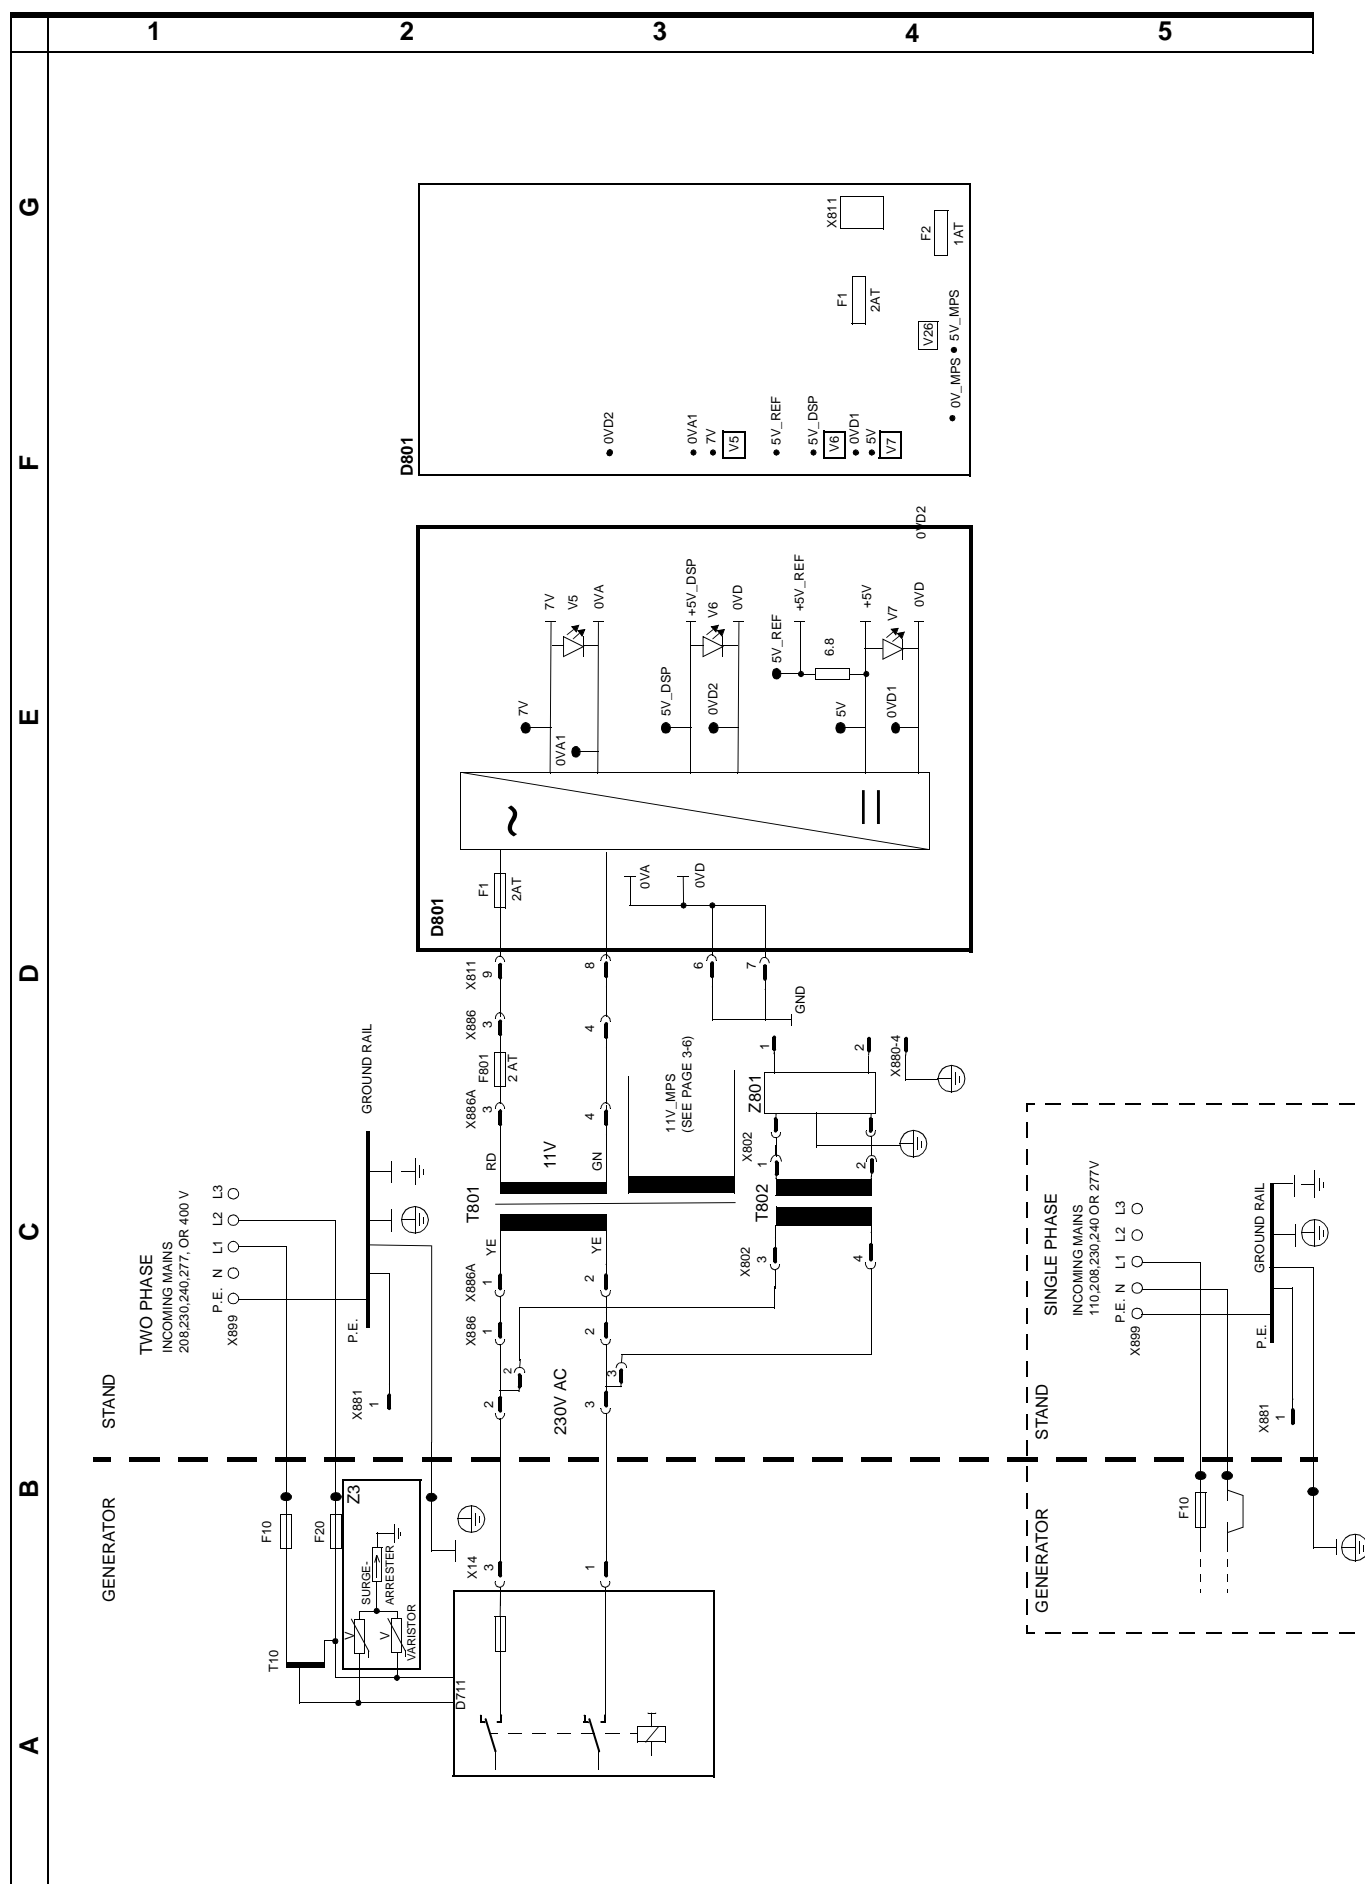 1 2 3 4 5
G
F
E
D
C
B
A
X811
F2
1AT
F1
2AT
V26
0V_MPS
5V_MPS
D801
0VD2
0VA1
7V
V5
5V_REF
5V_DSP
V6
0VD1
5V
V7
0VD2
7V
V5
0VA
+5V_DSP
V6
0VD
5V_REF
+5V_REF
6.8
+5V
V7
0VD
7V
0VA1
5V_DSP
0VD2
5V
0VD1
~
D801
F1
2AT
0VA
0VD
X811
9
8
6
7
GND
X886
3
4
F801
2 AT
X886A
3
4
RD
11V
GN
T801
11V_MPS
(SEE PAGE 3-6)
1
2
X880-4
Z801
X802
1
2
T802
X802
3
4
YE
YE
X886A
1
2
X886
1
2
2
3
2
3
230V AC
GROUND RAIL
P.E.
X881
1
TWO PHASE
INCOMING MAINS
208,230,240,277, OR 400 V
L3
L2
L1
N
P.E.
X899
STAND
GENERATOR
F10
F20
Z3
SURGE-
ARRESTER
V
V
VARISTOR
T10
X14
3
1
D711
SINGLE PHASE
INCOMING MAINS
110,208,230,240 OR 277V
L3
L2
L1
N
P.E.
X899
GROUND RAIL
P.E.
X881
1
STAND
GENERATOR
F10